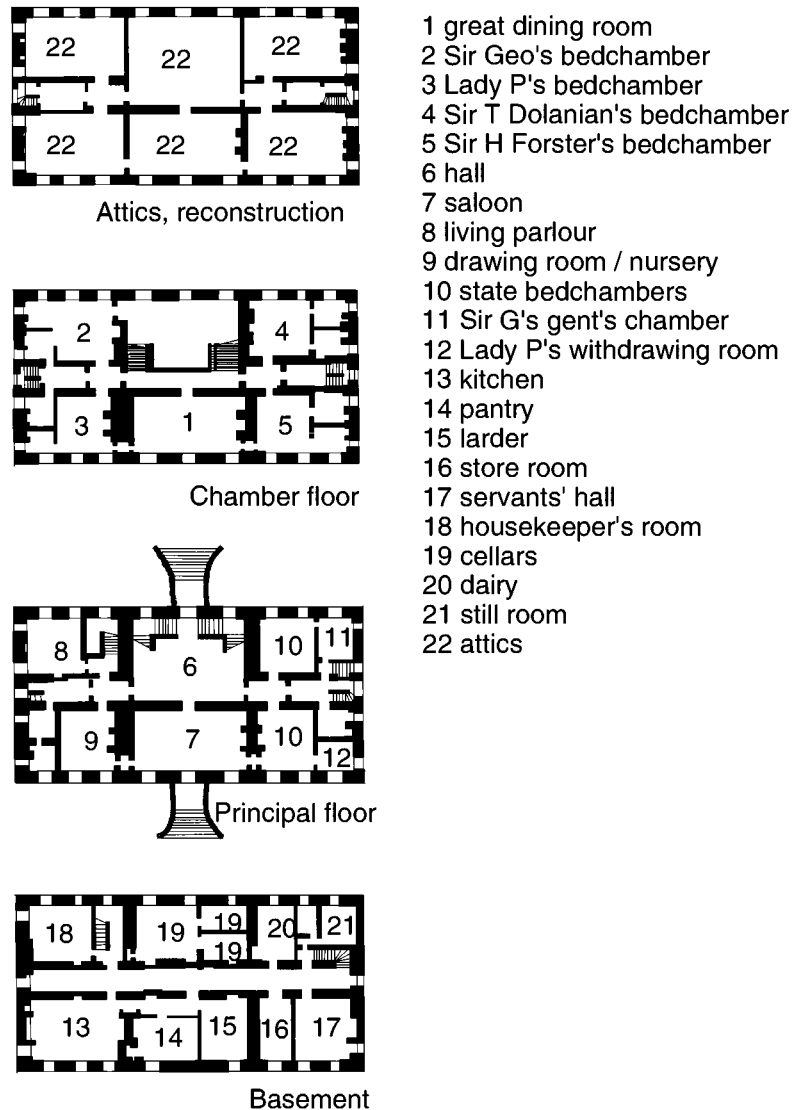 22 22 22
22 22 22
Attics, reconstruction
2 4
3 1 5
Chamber floor
8 6 10 11
9 7 10 12
Principal floor
18 19 19 20 21
19
13 14 15 16 17
Basement
1 great dining room
2 Sir Geo's bedchamber
3 Lady P's bedchamber
4 Sir T Dolanian's bedchamber
5 Sir H Forster's bedchamber
6 hall
7 saloon
8 living parlour
9 drawing room / nursery
10 state bedchambers
11 Sir G's gent's chamber
12 Lady P's withdrawing room
13 kitchen
14 pantry
15 larder
16 store room
17 servants' hall
18 housekeeper's room
19 cellars
20 dairy
21 still room
22 attics